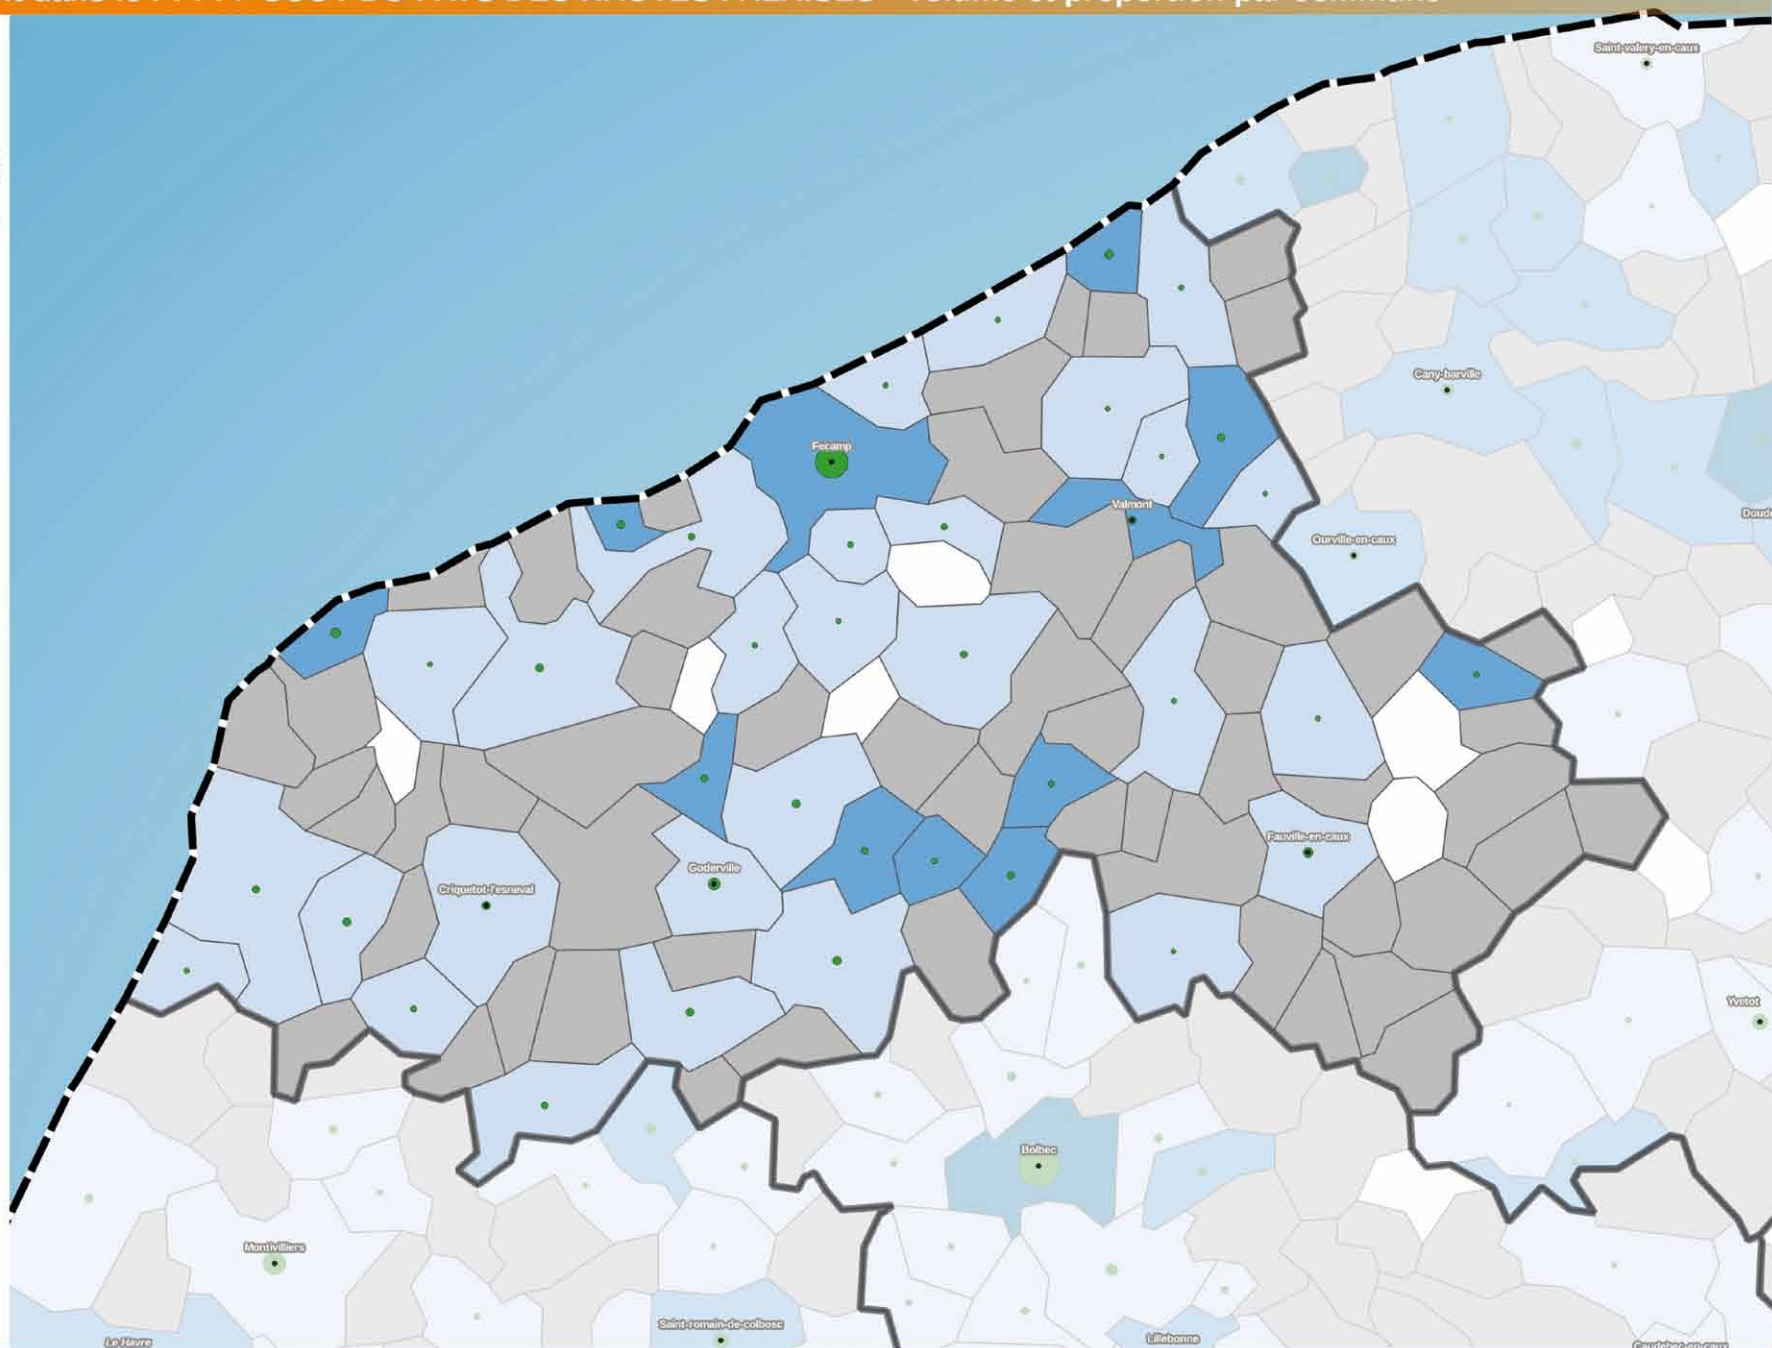 Saint-valery-en-caux
Cany-barville
Fecamp
Valmont
Ourville-en-caux
Fauville-en-caux
Goderville
Criquetot-l'esneval
Yvetot
Bolbec
Montivilliers
Saint-romain-de-colbosc
Lillebonne
Le Havre